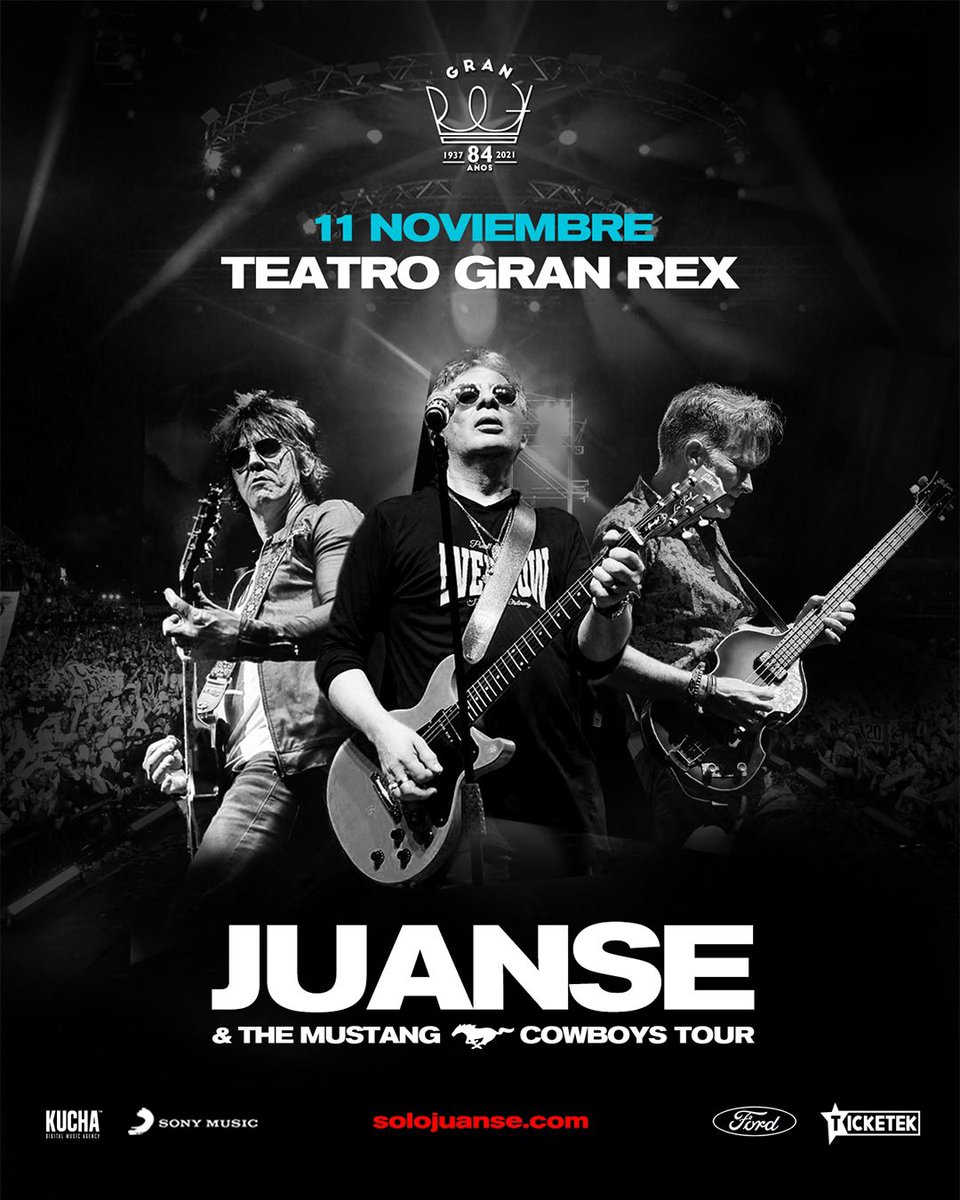 GRAN
Rex
1937 84 2021
AÑOS
11 NOVIEMBRE
TEATRO GRAN REX
JUANSE
& THE MUSTANG COWBOYS TOUR
KUCHA
DIGITAL MUSIC AGENCY
SONY MUSIC
solojuanse.com
Ford
TICKETEK